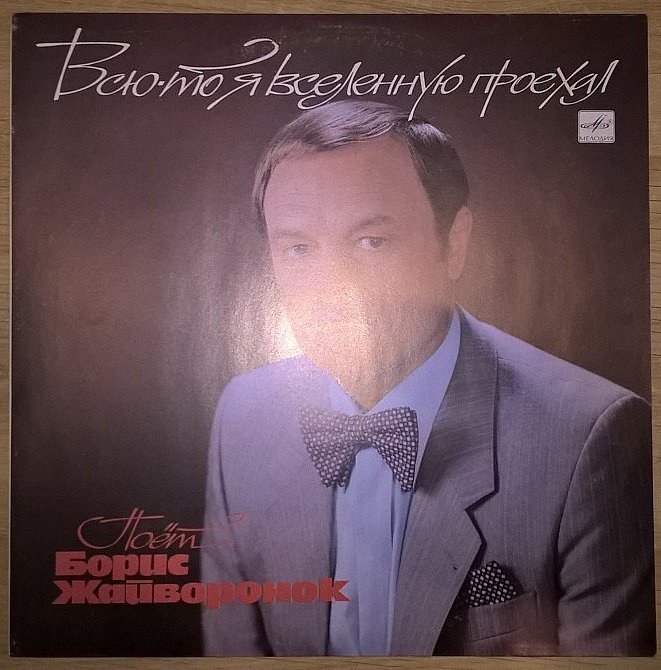 Всю-то я вселенную проехал
МЕЛОДИЯ
Поёт
Борис
Жайворонок